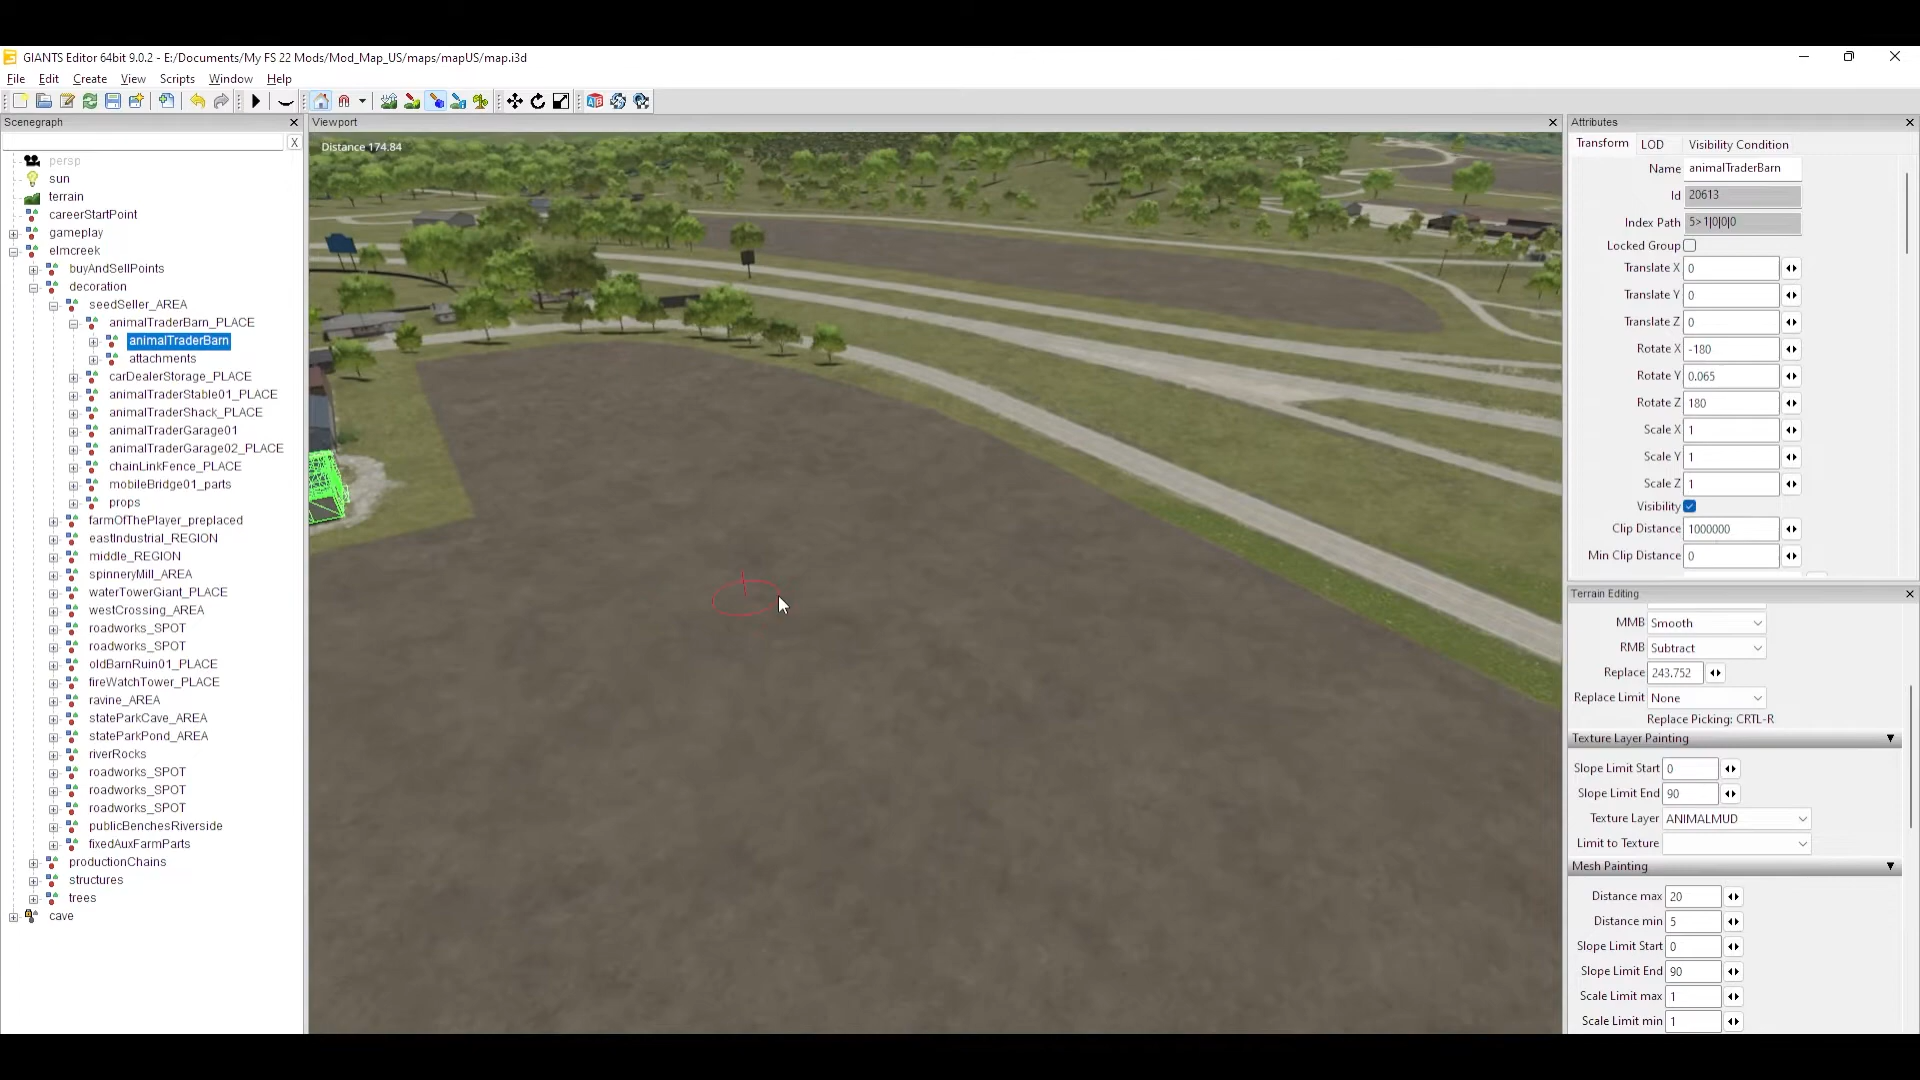 GIANTS Editor 64bit 9.0.2 - E:/Documents/My FS 22 Mods/Mod_Map_US/maps/mapUS/map.i3d
File Edit Create View Scripts Window Help
Scenegraph
X
persp
sun
terrain
careerStartPoint
gameplay
elmcreek
buyAndSellPoints
decoration
seedSeller_AREA
animalTraderBarn_PLACE
animalTraderBarn
attachments
carDealerStorage_PLACE
animalTraderStable01_PLACE
animalTraderShack_PLACE
animalTraderGarage01
animalTraderGarage02_PLACE
chainLinkFence_PLACE
mobileBridge01_parts
props
farmOfThePlayer_preplaced
eastIndustrial_REGION
middle_REGION
spinneryMill_AREA
waterTowerGiant_PLACE
westCrossing_AREA
roadworks_SPOT
roadworks_SPOT
oldBarnRuin01_PLACE
fireWatchTower_PLACE
ravine_AREA
stateParkCave_AREA
stateParkPond_AREA
riverRocks
roadworks_SPOT
roadworks_SPOT
roadworks_SPOT
publicBenchesRiverside
fixedAuxFarmParts
productionChains
structures
trees
cave
Viewport
Distance 174.84
Attributes
Transform LOD Visibility Condition
Name animalTraderBarn
Id 20613
Index Path 5>1|0|0|0
Locked Group
Translate X 0
Translate Y 0
Translate Z 0
Rotate X -180
Rotate Y 0.065
Rotate Z 180
Scale X 1
Scale Y 1
Scale Z 1
Visibility
Clip Distance 1000000
Min Clip Distance 0
Terrain Editing
MMB Smooth
RMB Subtract
Replace 243.752
Replace Limit None
Replace Picking: CRTL-R
Texture Layer Painting
Slope Limit Start 0
Slope Limit End 90
Texture Layer ANIMALMUD
Limit to Texture
Mesh Painting
Distance max 20
Distance min 5
Slope Limit Start 0
Slope Limit End 90
Scale Limit max 1
Scale Limit min 1